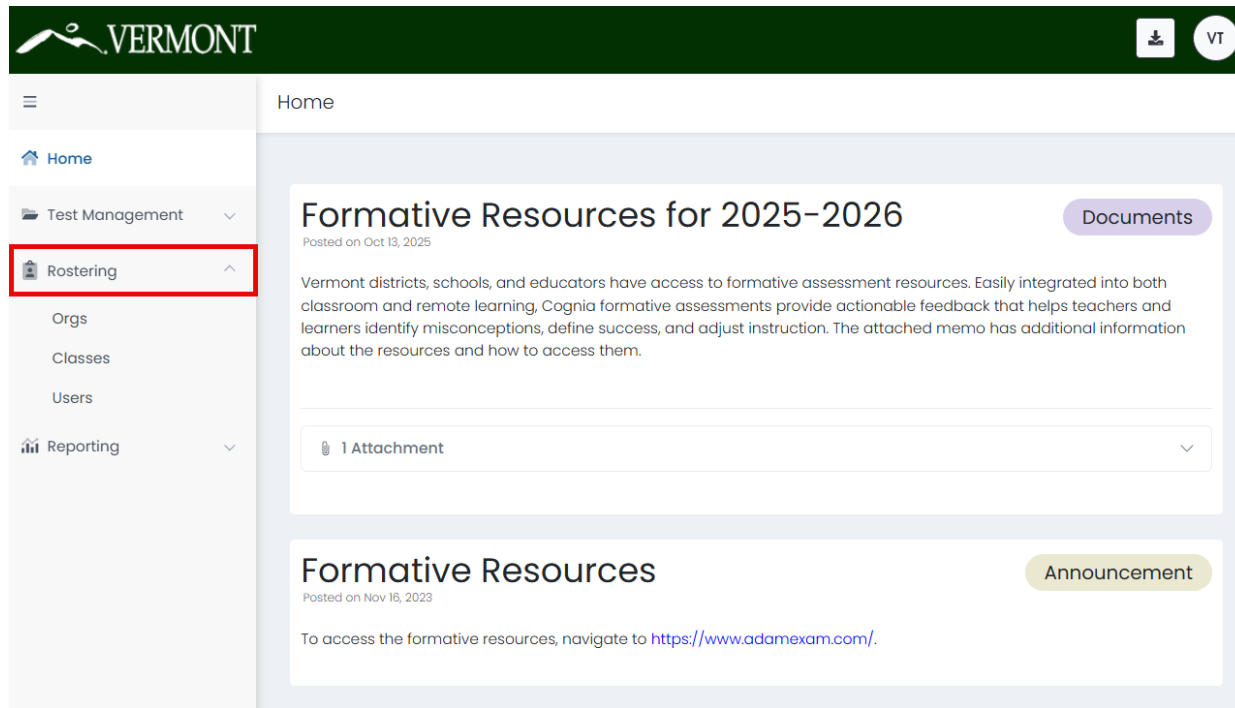 VERMONT
VT
Home
Home
Test Management
Rostering
Orgs
Classes
Users
Reporting
Formative Resources for 2025-2026
Documents
Posted on Oct 13, 2025
Vermont districts, schools, and educators have access to formative assessment resources. Easily integrated into both
classroom and remote learning, Cognia formative assessments provide actionable feedback that helps teachers and
learners identify misconceptions, define success, and adjust instruction. The attached memo has additional information
about the resources and how to access them.
1 Attachment
Formative Resources
Announcement
Posted on Nov 16, 2023
To access the formative resources, navigate to https://www.adamexam.com/.